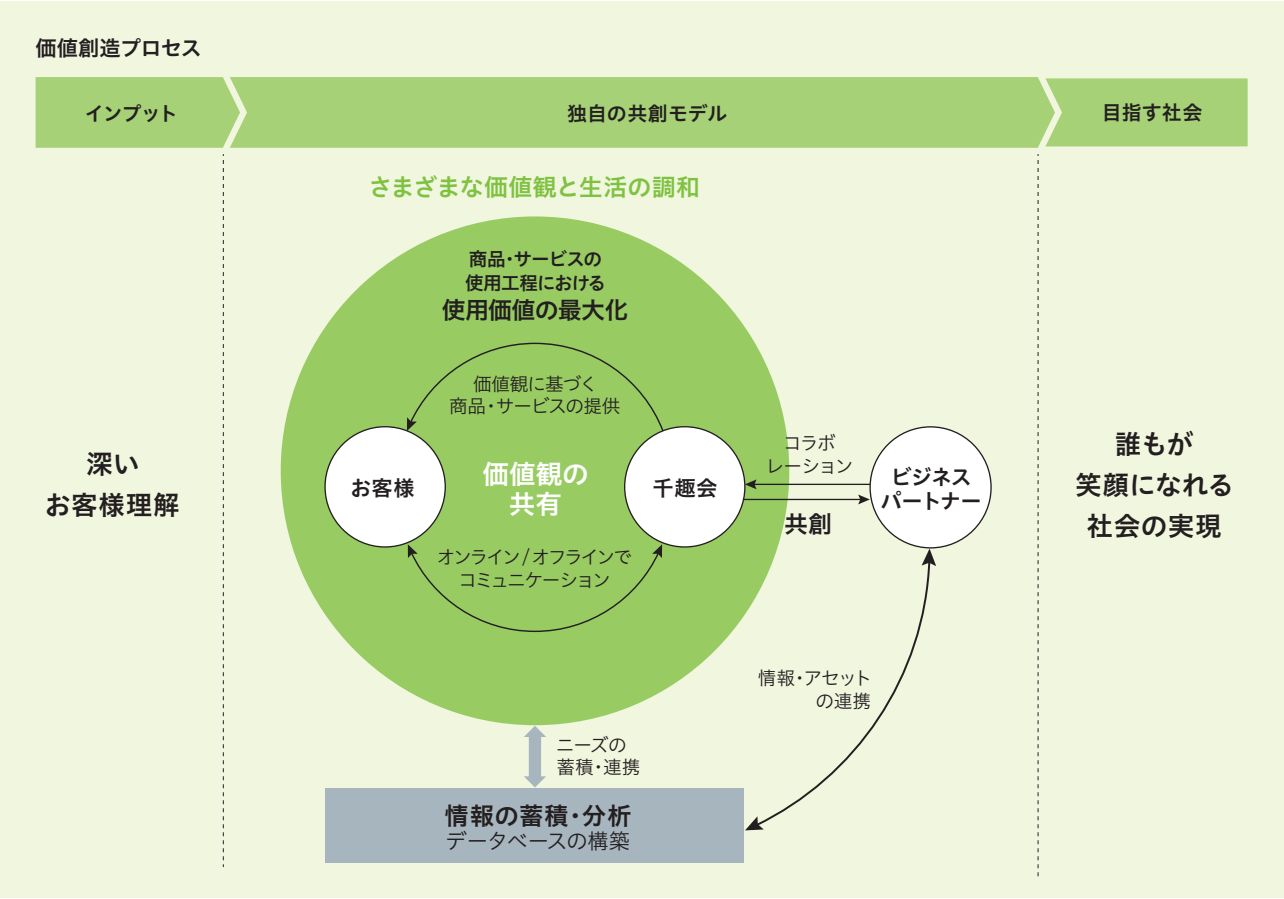 価値創造プロセス
インプット
独自の共創モデル
目指す社会
深い
お客様理解
さまざまな価値観と生活の調和
商品・サービスの
使用工程における
使用価値の最大化
価値観に基づく
商品・サービスの提供
お客様
価値観の
共有
千趣会
オンライン/オフラインで
コミュニケーション
コラボ
レーション
共創
ビジネス
パートナー
情報・アセット
の連携
ニーズの
蓄積・連携
情報の蓄積・分析
データベースの構築
誰もが
笑顔になれる
社会の実現